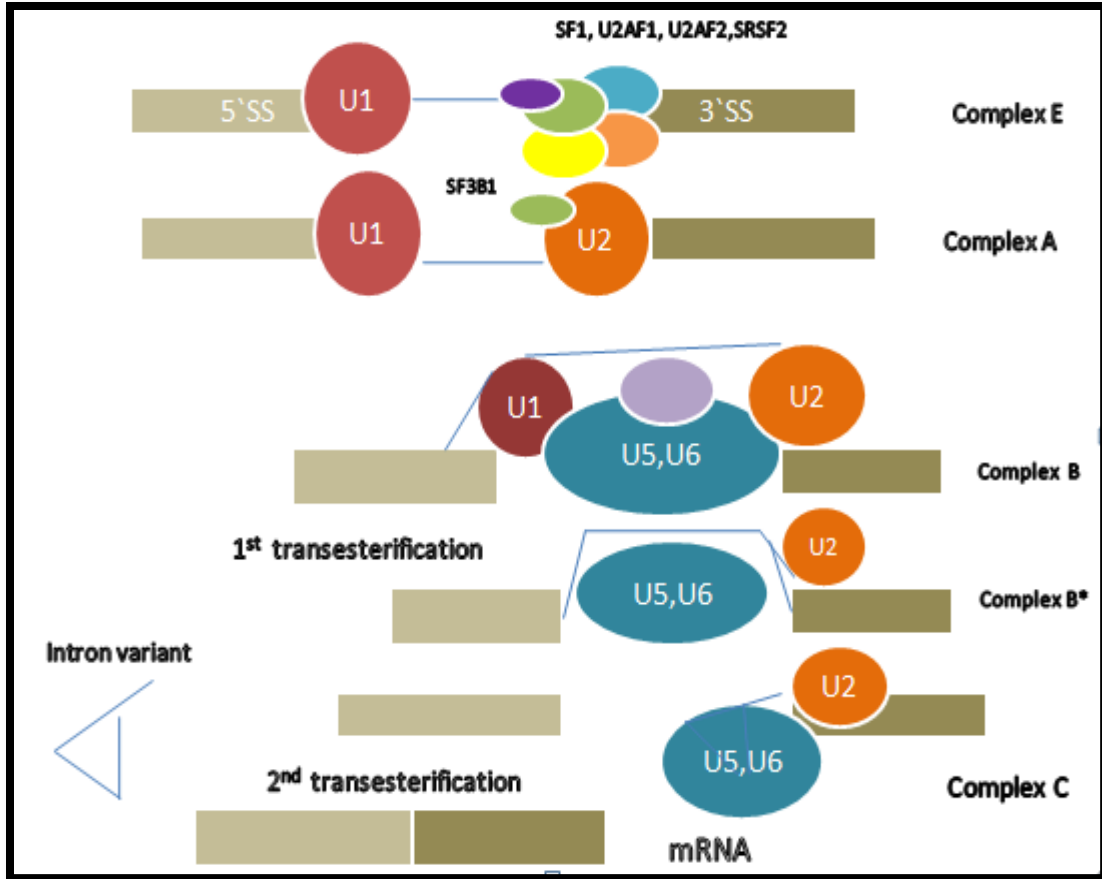 SF1, U2AF1, U2AF2,SRSF2
5`SS
U1
3`SS
Complex E
SF3B1
U1
U2
Complex A
U1
U5,U6
U2
Complex B
1st transesterification
U5,U6
U2
Complex B*
Intron variant
U2
U5,U6
2nd transesterification
Complex C
mRNA